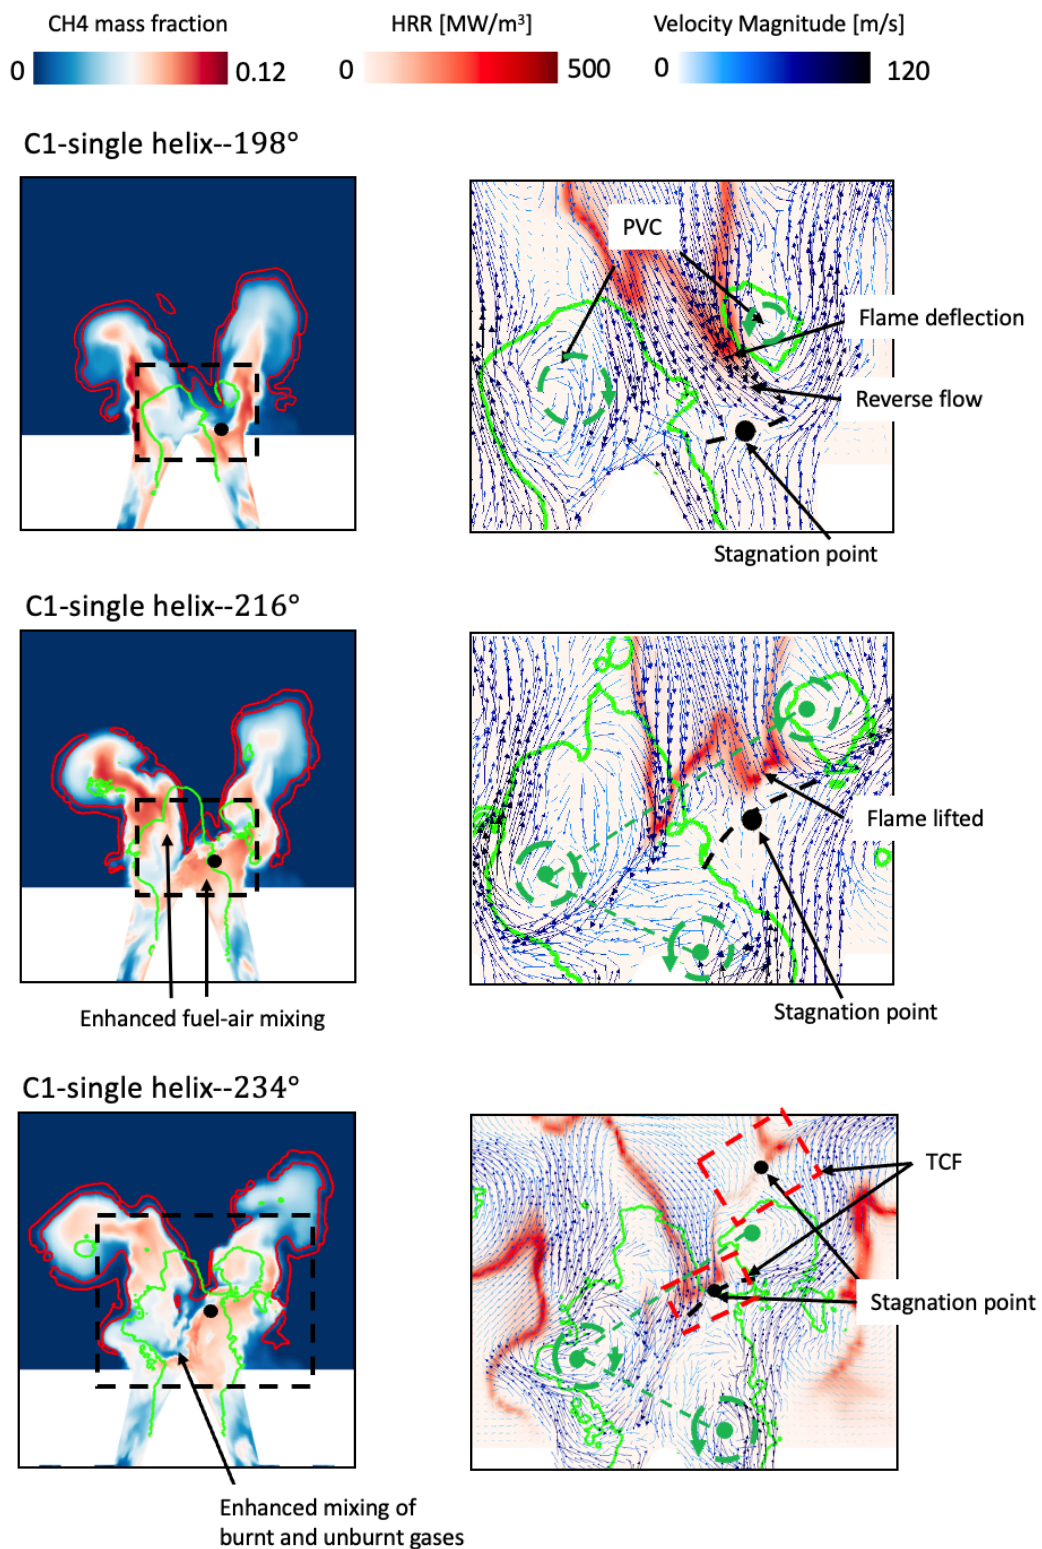 CH4 mass fraction
HRR [MW/m³]
Velocity Magnitude [m/s]
0
0.12
0
500
0
120
C1-single helix--198°
PVC
Flame deflection
Reverse flow
Stagnation point
C1-single helix--216°
Flame lifted
Stagnation point
Enhanced fuel-air mixing
C1-single helix--234°
TCF
Stagnation point
Enhanced mixing of
burnt and unburnt gases